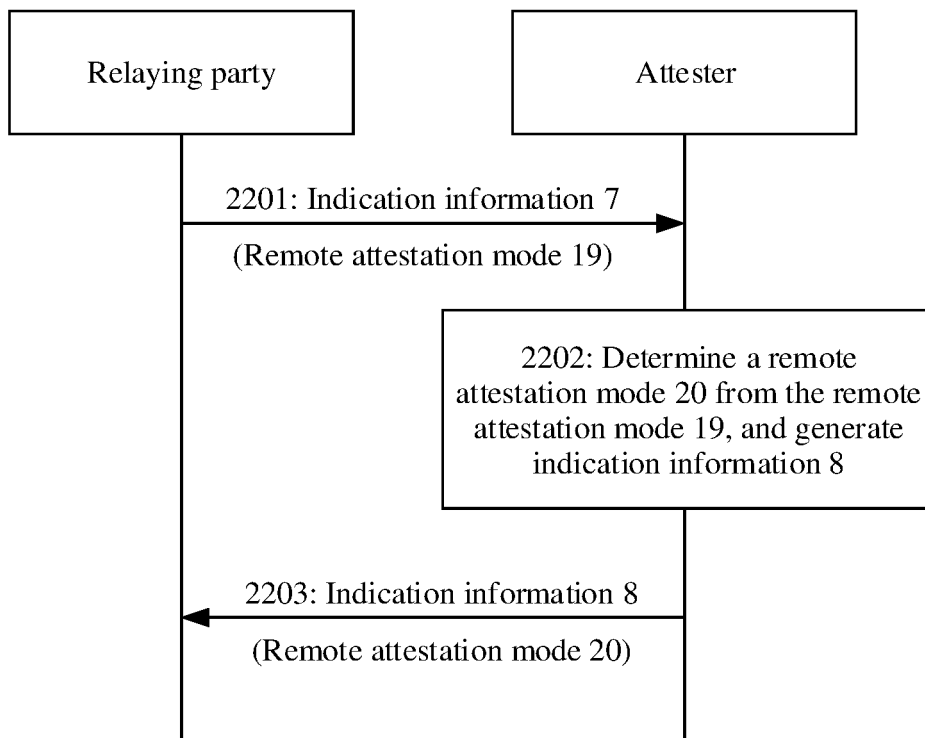 Relaying party
Attester
2201: Indication information 7
(Remote attestation mode 19)
2202: Determine a remote
attestation mode 20 from the remote
attestation mode 19, and generate
indication information 8
2203: Indication information 8
(Remote attestation mode 20)